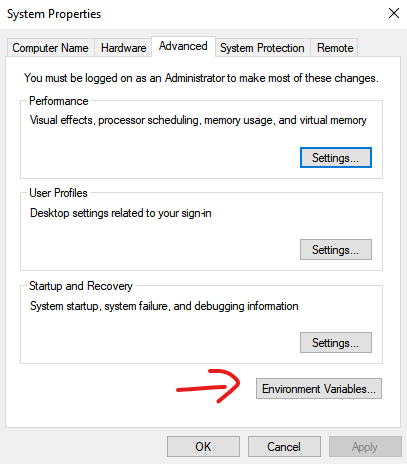 System Properties
Computer Name Hardware Advanced System Protection Remote
You must be logged on as an Administrator to make most of these changes.
Performance
Visual effects, processor scheduling, memory usage, and virtual memory
Settings...
User Profiles
Desktop settings related to your sign-in
Settings...
Startup and Recovery
System startup, system failure, and debugging information
Settings...
Environment Variables...
OK Cancel Apply